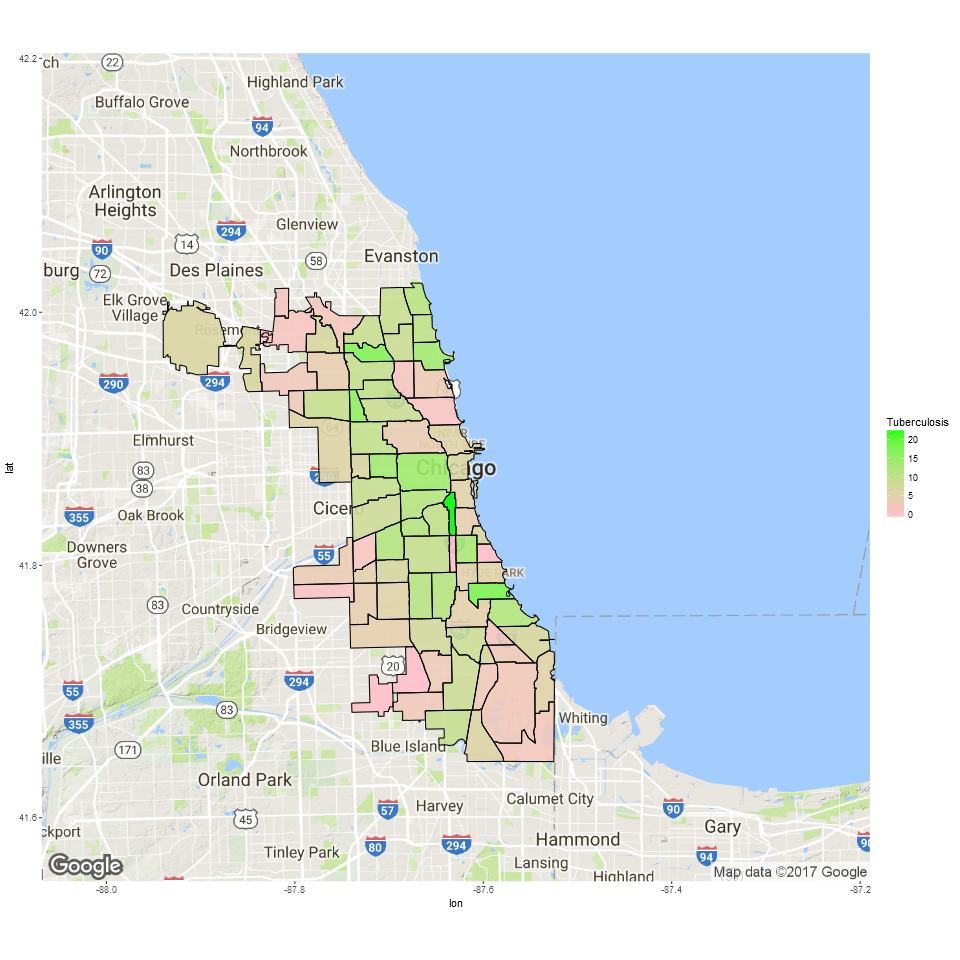 42.2
ch
22
Highland Park
Buffalo Grove
94
Northbrook
Arlington
Heights
Glenview
294
14
90
Evanston
58
burg
72
Des Plaines
Elk Grove
Village
42.0
Rosemont
290
294
64
Elmhurst
Chicago
83
38
355
Oak Brook
Cicero
Downers
Grove
55
41.8
HYDE PARK
83
Countryside
Bridgeview
20
294
55
83
355
Whiting
171
Blue Island
ille
Orland Park
Calumet City
Harvey
57
90
45
41.6
ckport
Gary
Hammond
80
294
Tinley Park
94
90
Lansing
Highland
Google
Map data ©2017 Google
-88.0
-87.8
-87.6
-87.4
-87.2
lon
lat
Tuberculosis
20
15
10
5
0